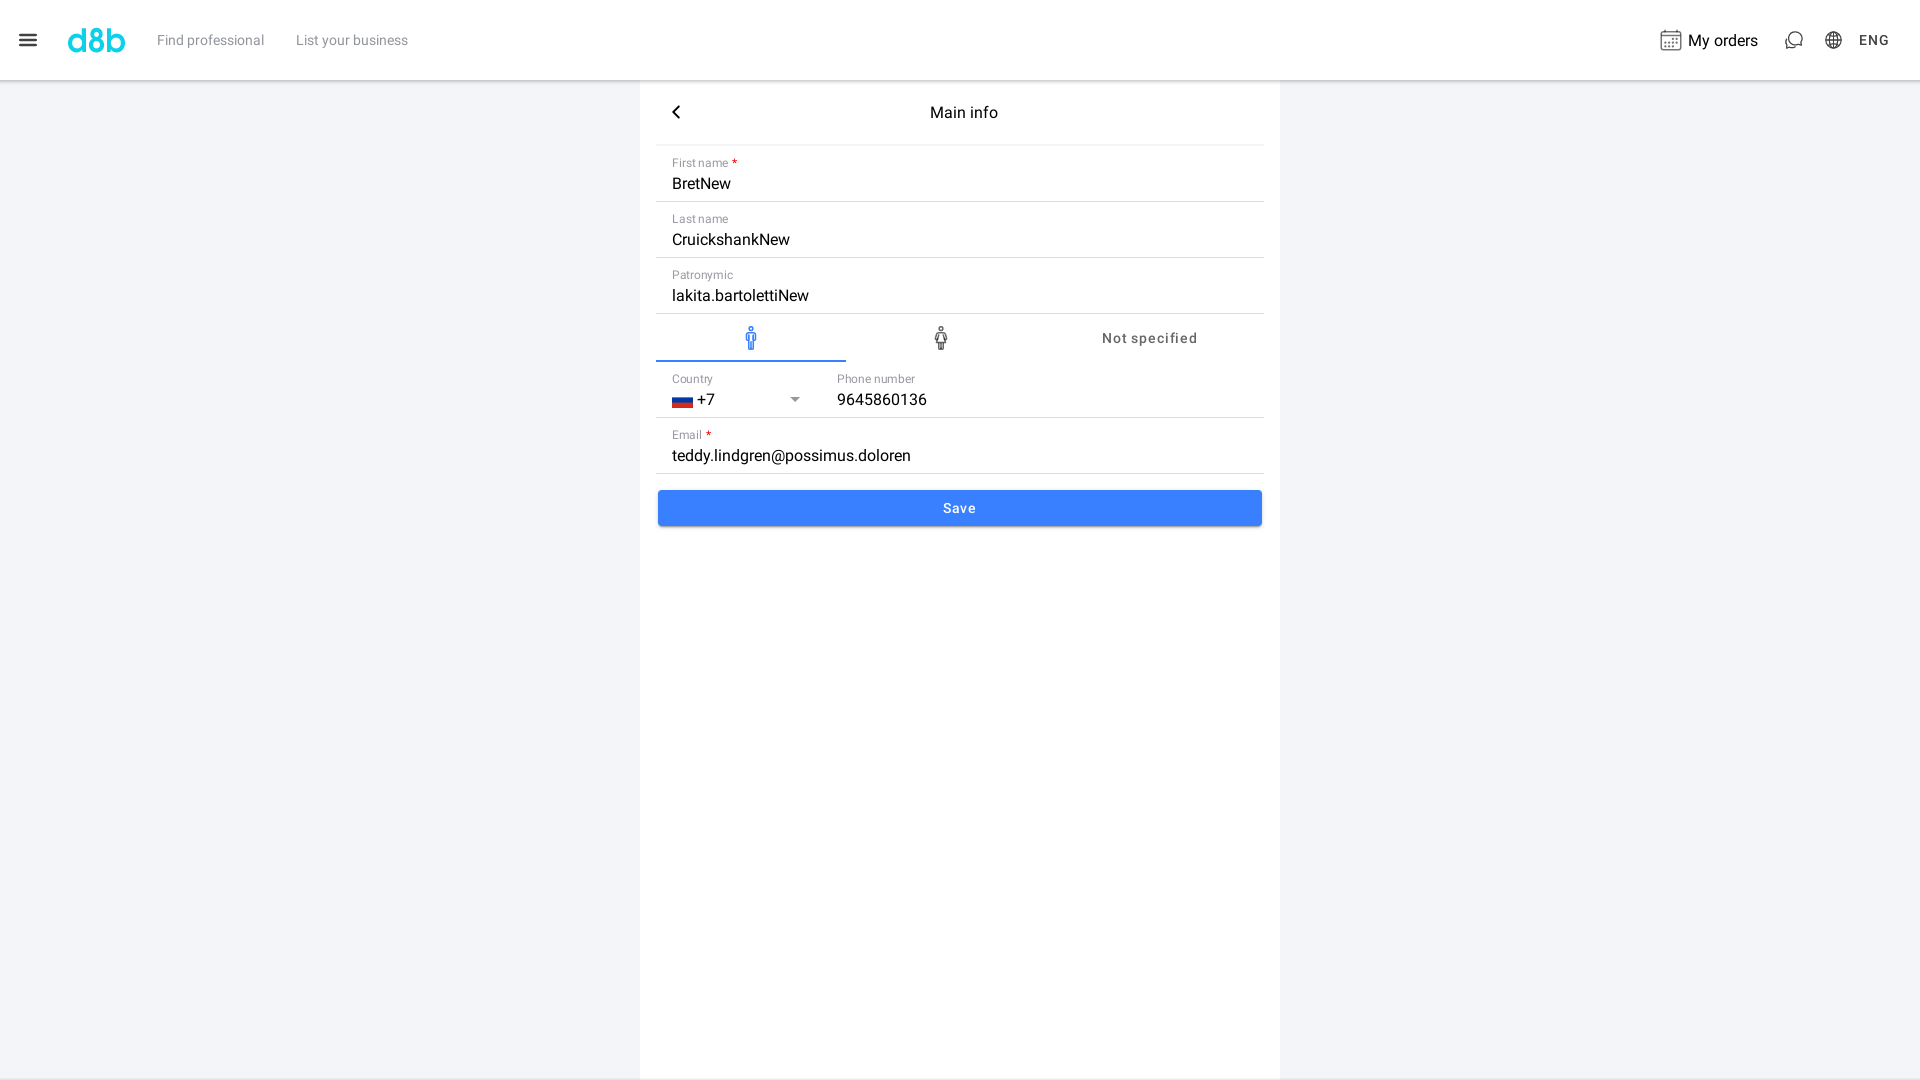 d8b Find professional List your business My orders ENG
Main info
First name *
BretNew
Last name
CruickshankNew
Patronymic
lakita.bartolettiNew
Not specified
Country Phone number
+7 9645860136
Email *
teddy.lindgren@possimus.doloren
Save